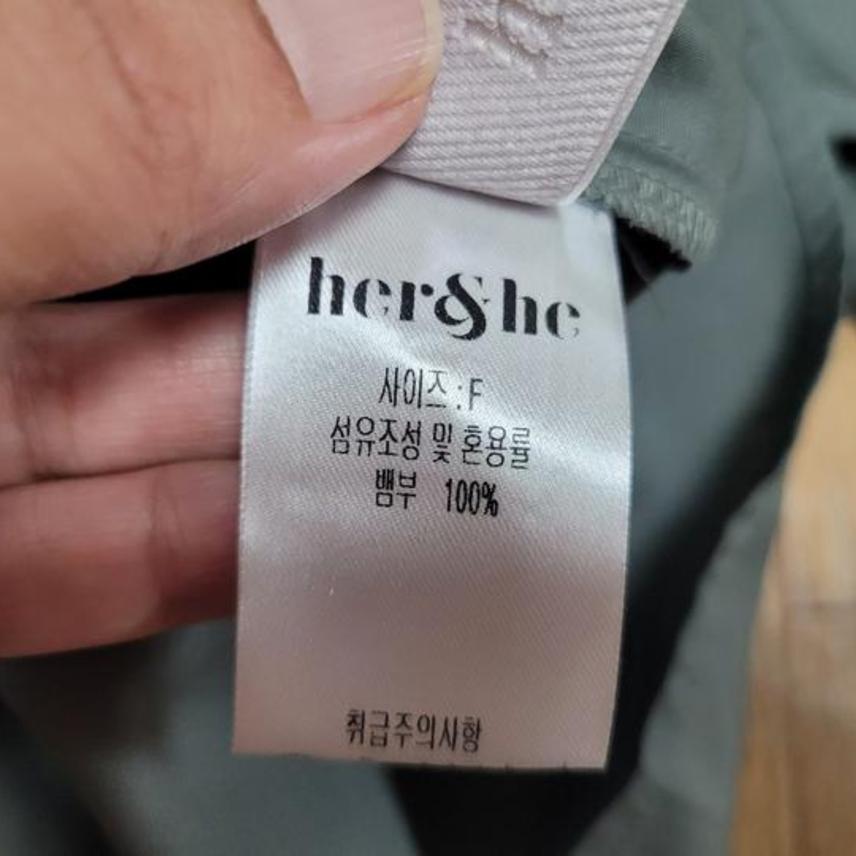 her&he
사이즈 : F
섬유조성 및 혼용률
뱀부 100%
취급주의사항